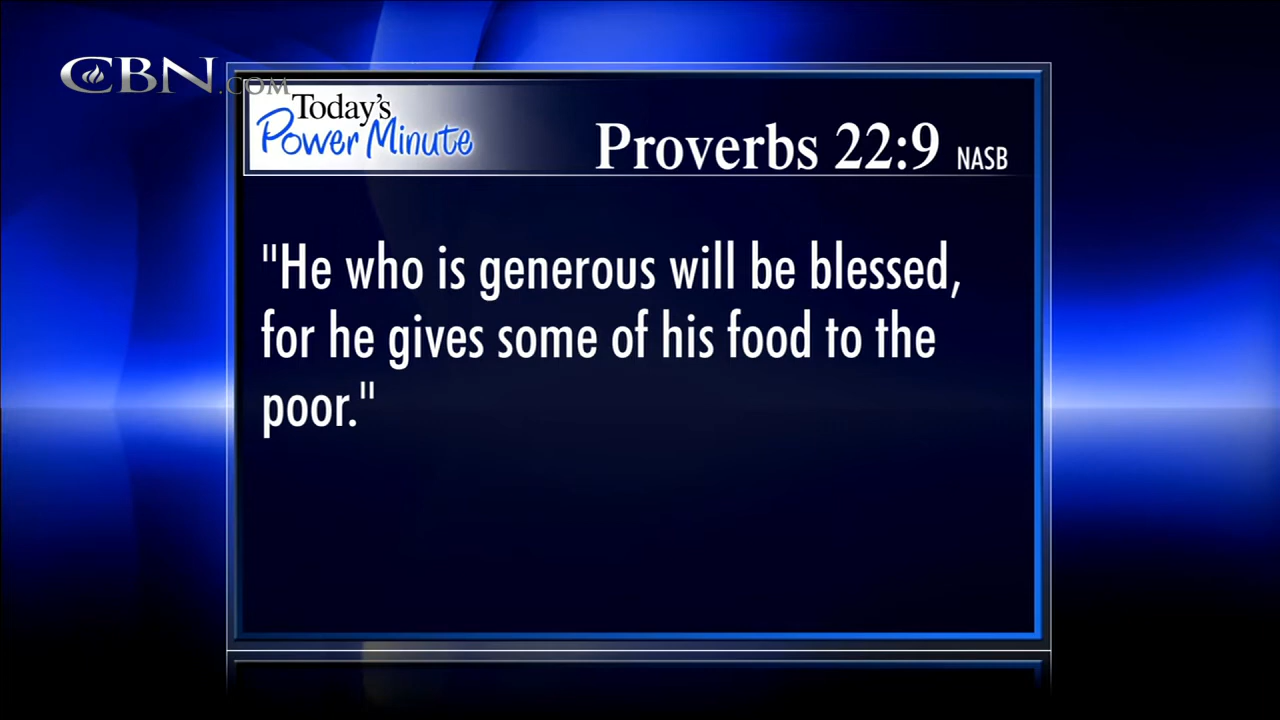 CBN.COM
Today's
Power Minute
Proverbs 22:9 NASB
"He who is generous will be blessed,
for he gives some of his food to the
poor."